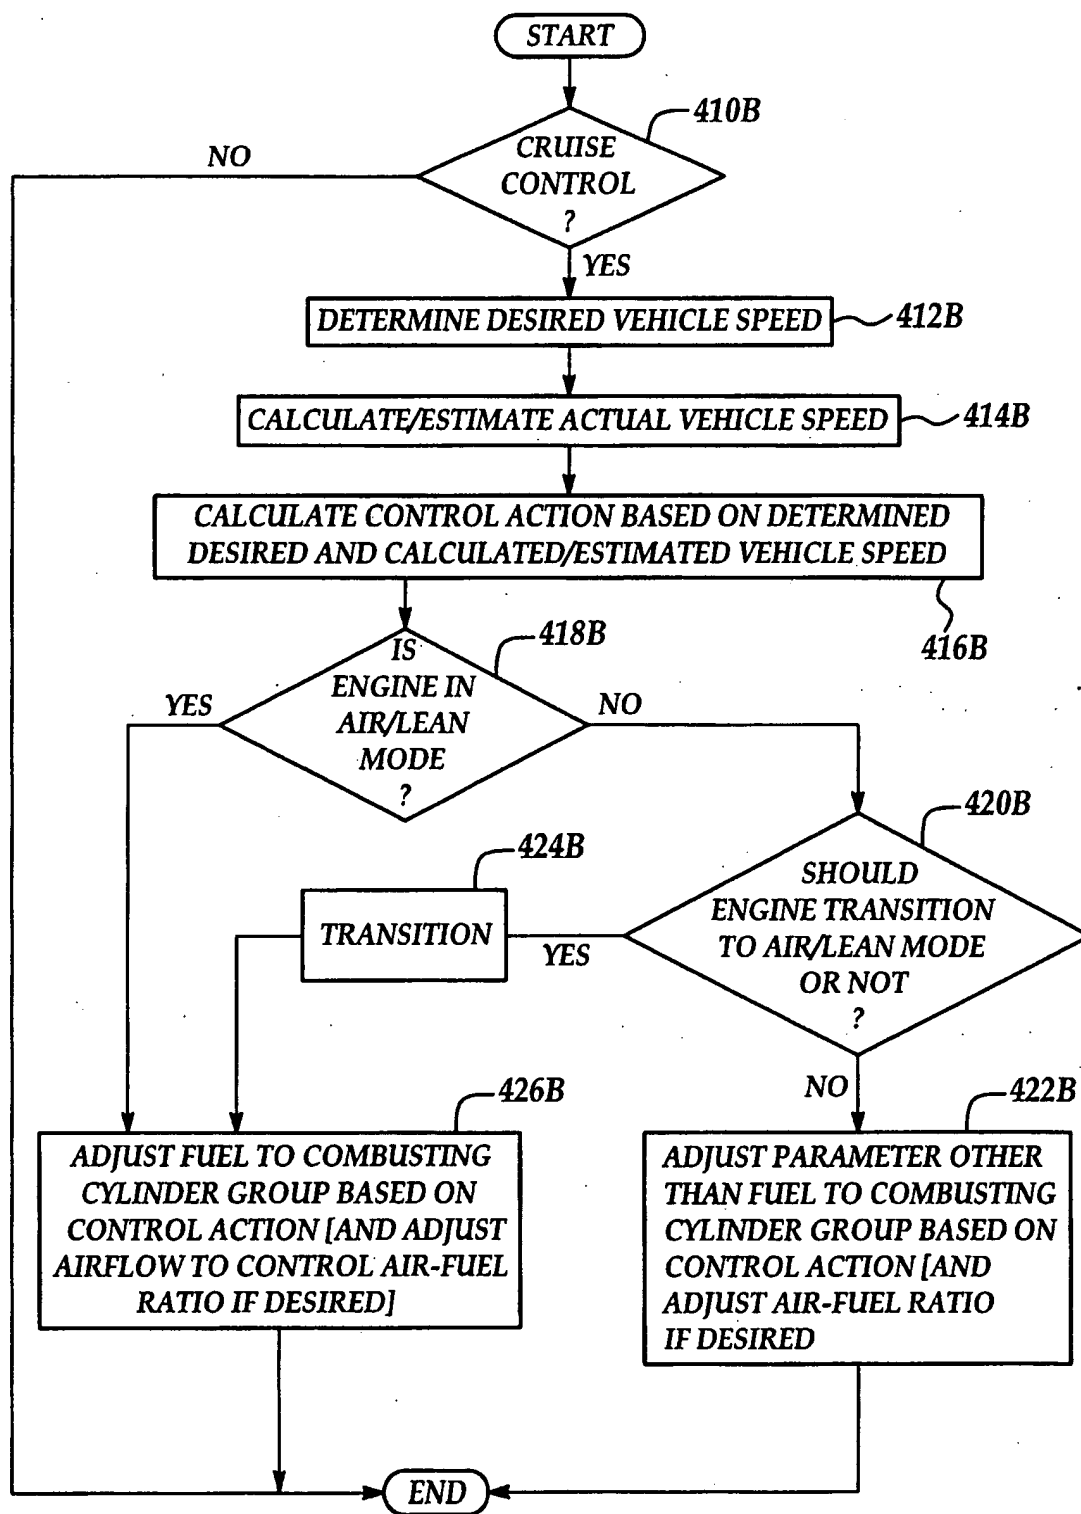 START
410B
CRUISE
CONTROL
?
NO
YES
DETERMINE DESIRED VEHICLE SPEED
412B
CALCULATE/ESTIMATE ACTUAL VEHICLE SPEED
414B
CALCULATE CONTROL ACTION BASED ON DETERMINED
DESIRED AND CALCULATED/ESTIMATED VEHICLE SPEED
416B
418B
IS
ENGINE IN
AIR/LEAN
MODE
?
YES
NO
420B
SHOULD
ENGINE TRANSITION
TO AIR/LEAN MODE
OR NOT
?
424B
TRANSITION
YES
NO
426B
ADJUST FUEL TO COMBUSTING
CYLINDER GROUP BASED ON
CONTROL ACTION [AND ADJUST
AIRFLOW TO CONTROL AIR-FUEL
RATIO IF DESIRED]
422B
ADJUST PARAMETER OTHER
THAN FUEL TO COMBUSTING
CYLINDER GROUP BASED ON
CONTROL ACTION [AND
ADJUST AIR-FUEL RATIO
IF DESIRED
END